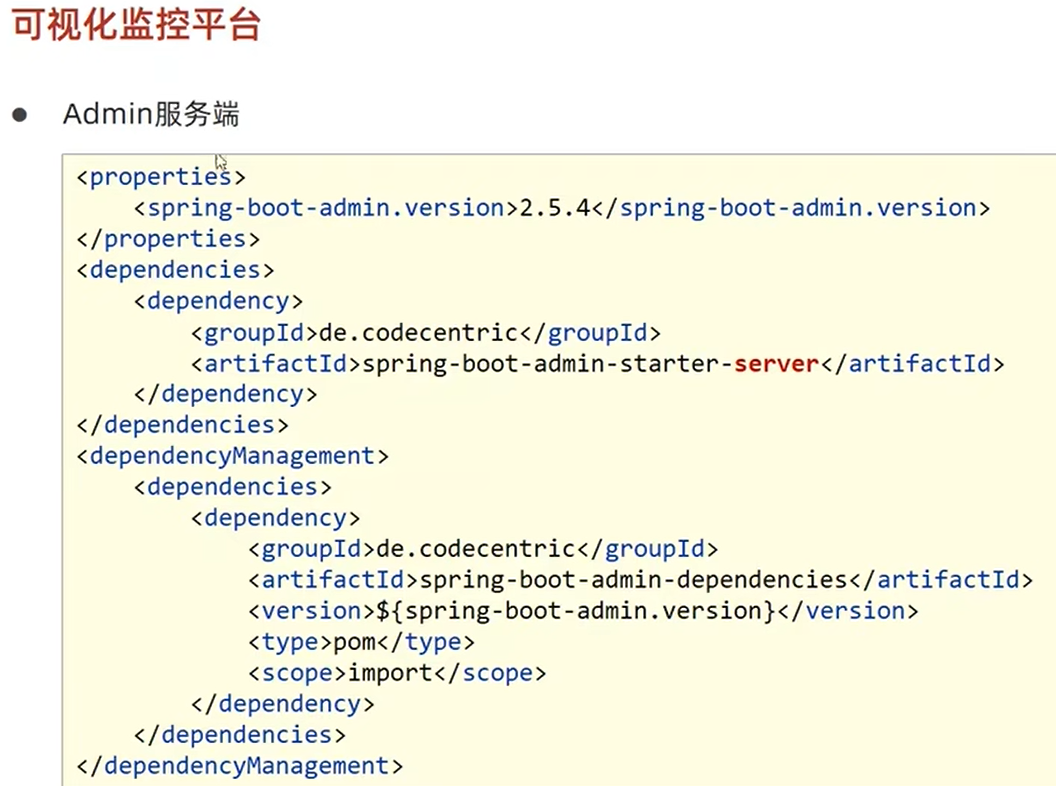 可视化监控平台
● Admin服务端
<properties>
    <spring-boot-admin.version>2.5.4</spring-boot-admin.version>
</properties>
<dependencies>
    <dependency>
        <groupId>de.codecentric</groupId>
        <artifactId>spring-boot-admin-starter-server</artifactId>
    </dependency>
</dependencies>
<dependencyManagement>
    <dependencies>
        <dependency>
            <groupId>de.codecentric</groupId>
            <artifactId>spring-boot-admin-dependencies</artifactId>
            <version>${spring-boot-admin.version}</version>
            <type>pom</type>
            <scope>import</scope>
        </dependency>
    </dependencies>
</dependencyManagement>